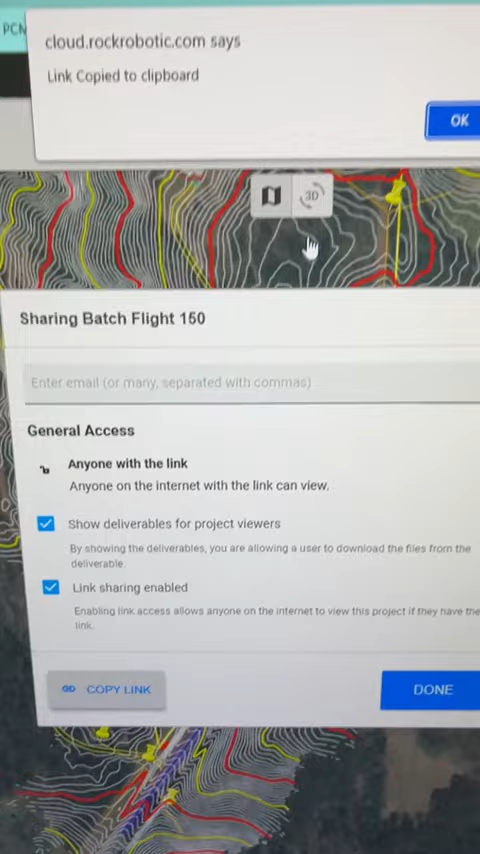 PCM
cloud.rockrobotic.com says
Link Copied to clipboard
OK
3D
Sharing Batch Flight 150
Enter email (or many, separated with commas)
General Access
Anyone with the link
Anyone on the internet with the link can view.
Show deliverables for project viewers
By showing the deliverables, you are allowing a user to download the files from the
deliverable.
Link sharing enabled
Enabling link access allows anyone on the internet to view this project if they have the
link.
COPY LINK
DONE